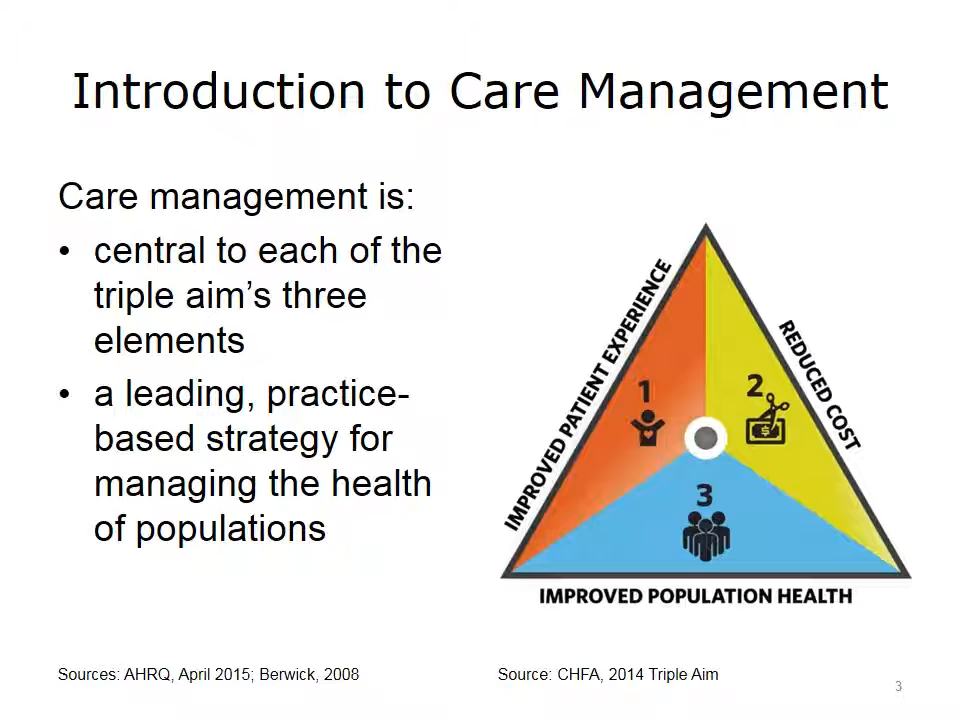 Introduction to Care Management
Care management is:
• central to each of the
triple aim’s three
elements
• a leading, practice-
based strategy for
managing the health
of populations
IMPROVED PATIENT EXPERIENCE
REDUCED COST
1
2
$
3
IMPROVED POPULATION HEALTH
Sources: AHRQ, April 2015; Berwick, 2008
Source: CHFA, 2014 Triple Aim
3